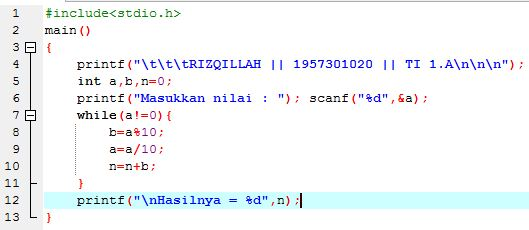 1 #include<stdio.h>
2 main()
3 {
4 printf("\t\t\tRIZQILLAH || 1957301020 || TI 1.A\n\n\n");
5 int a,b,n=0;
6 printf("Masukkan nilai : "); scanf("%d",&a);
7 while(a!=0){
8 b=a%10;
9 a=a/10;
10 n=n+b;
11 }
12 printf("\nHasilnya = %d",n);
13 }